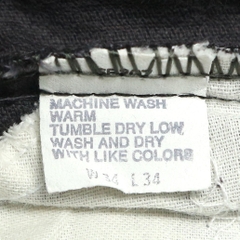 MACHINE WASH
WARM
TUMBLE DRY LOW
WASH AND DRY
WITH LIKE COLORS
W34 L34